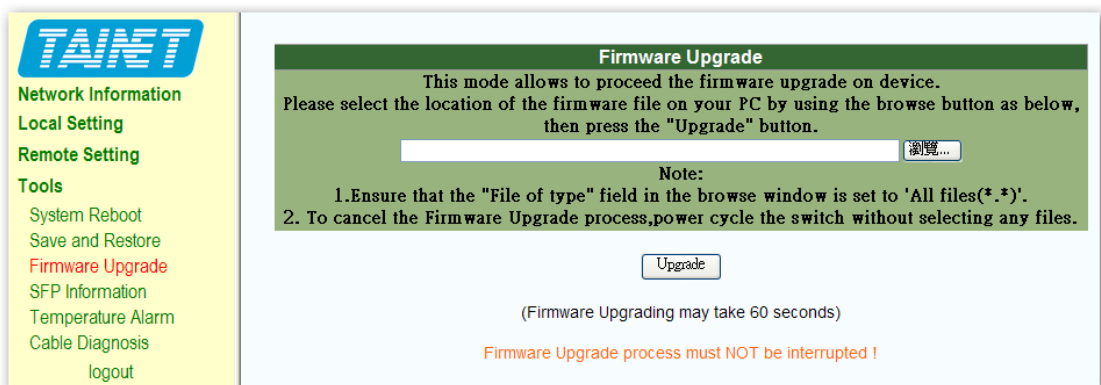 TAINET
Network Information
Local Setting
Remote Setting
Tools
System Reboot
Save and Restore
Firmware Upgrade
SFP Information
Temperature Alarm
Cable Diagnosis
logout
Firmware Upgrade
This mode allows to proceed the firmware upgrade on device.
Please select the location of the firmware file on your PC by using the browse button as below,
then press the "Upgrade" button.
瀏覽...
Note:
1.Ensure that the "File of type" field in the browse window is set to 'All files(*.*)'.
2. To cancel the Firmware Upgrade process,power cycle the switch without selecting any files.
Upgrade
(Firmware Upgrading may take 60 seconds)
Firmware Upgrade process must NOT be interrupted !